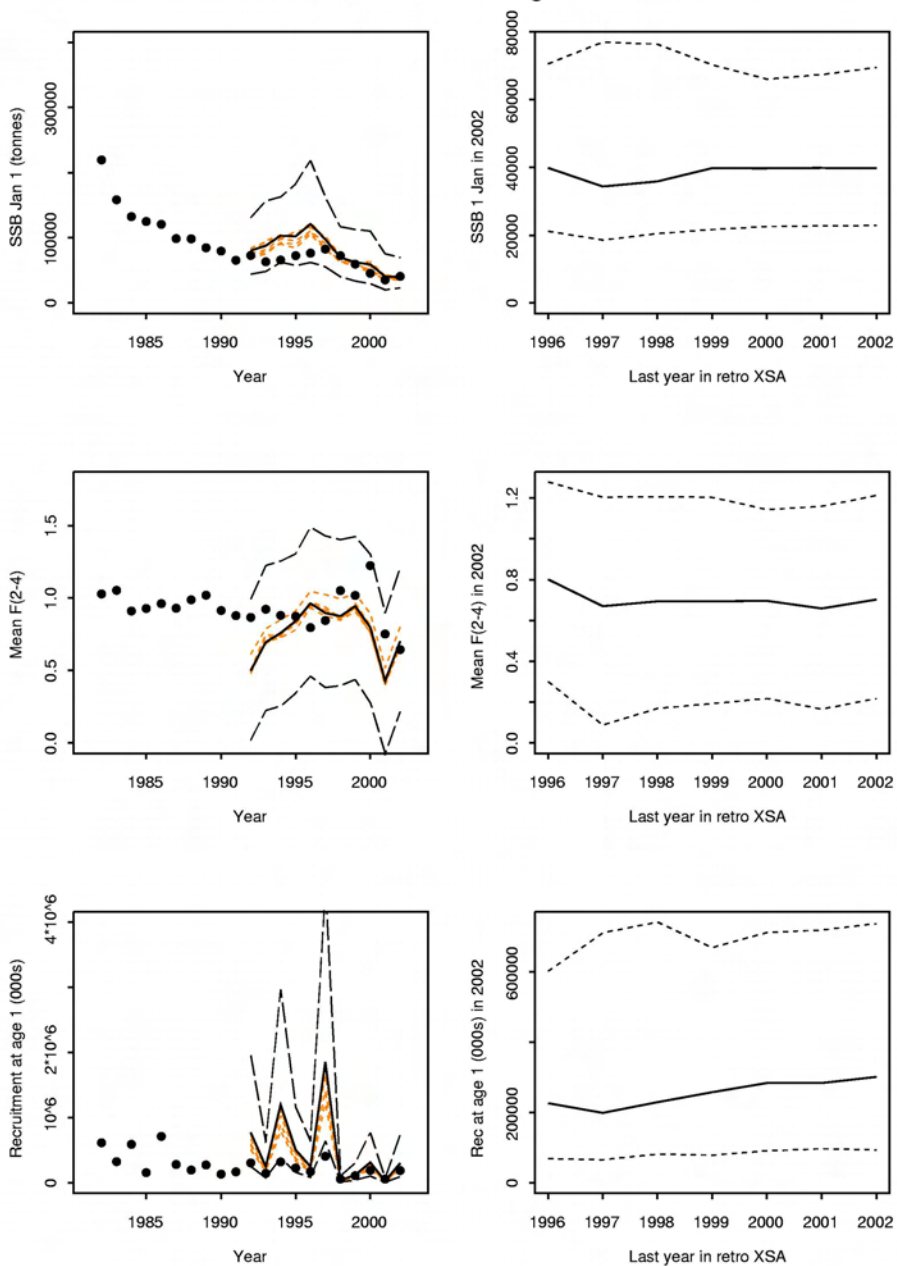 SSB Jan 1 (tonnes)
300000
100000
0
1985 1990 1995 2000
Year
SSB 1 Jan in 2002
80000
60000
40000
20000
0
1996 1997 1998 1999 2000 2001 2002
Last year in retro XSA
Mean F(2-4)
1.5
1.0
0.5
0.0
1985 1990 1995 2000
Year
Mean F(2-4) in 2002
1.2
0.8
0.4
0.0
1996 1997 1998 1999 2000 2001 2002
Last year in retro XSA
Recruitment at age 1 (000s)
4*10^6
2*10^6
10^6
0
1985 1990 1995 2000
Year
Rec at age 1 (000s) in 2002
600000
200000
0
1996 1997 1998 1999 2000 2001 2002
Last year in retro XSA